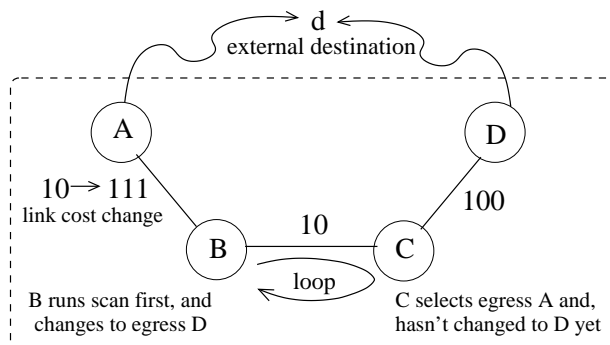 d
external destination
A
D
10→111
link cost change
10
100
B
C
loop
B runs scan first, and
changes to egress D
C selects egress A and,
hasn't changed to D yet